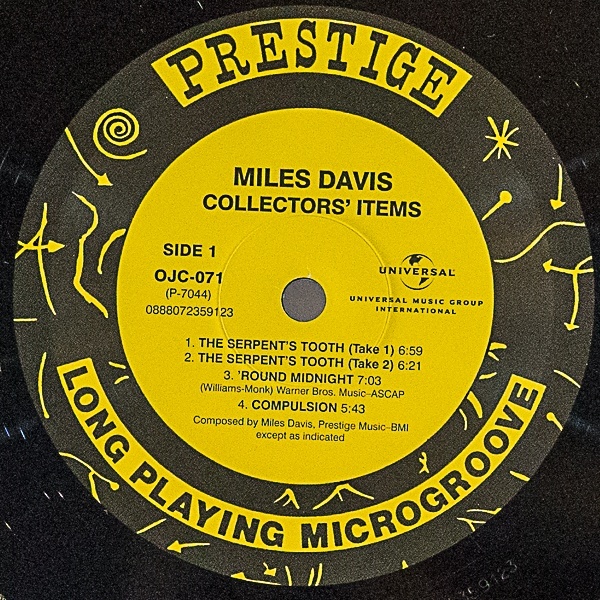 PRESTIGE
MILES DAVIS
COLLECTORS' ITEMS
SIDE 1
OJC-071
(P-7044)
0888072359123
UNIVERSAL
UNIVERSAL MUSIC GROUP
INTERNATIONAL
1. THE SERPENT'S TOOTH (Take 1) 6:59
2. THE SERPENT'S TOOTH (Take 2) 6:21
3. 'ROUND MIDNIGHT 7:03
(Williams-Monk) Warner Bros. Music–ASCAP
4. COMPULSION 5:43
Composed by Miles Davis, Prestige Music–BMI
except as indicated
LONG PLAYING MICROGROOVE